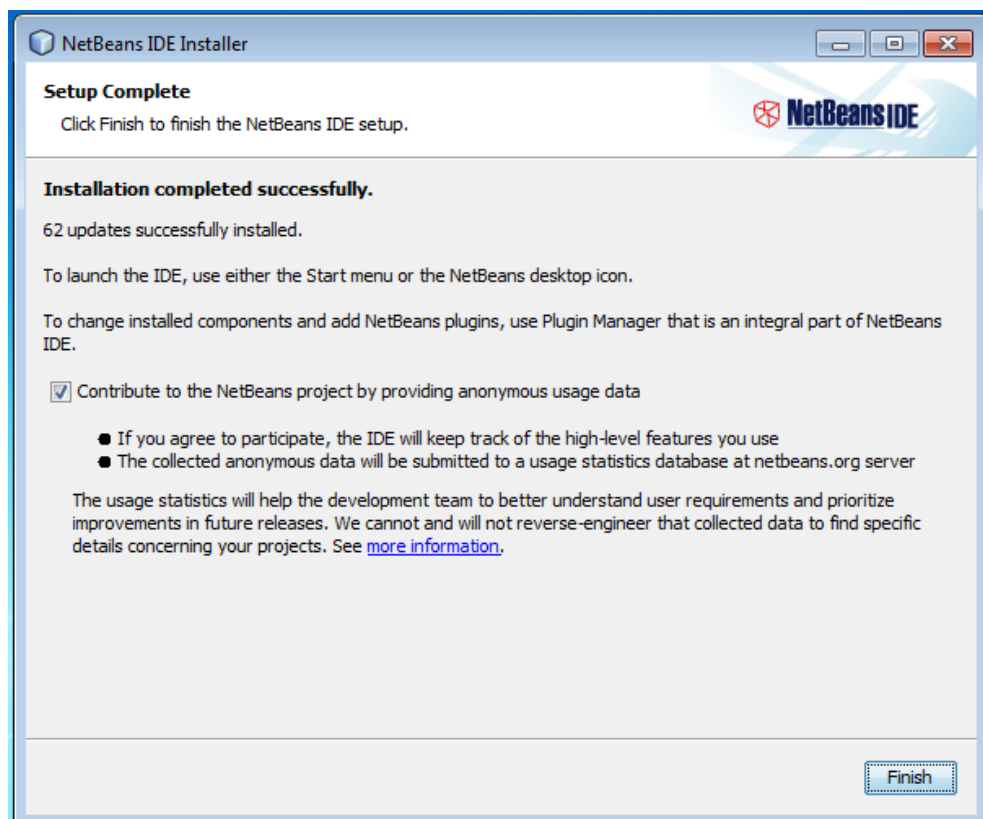 NetBeans IDE Installer
Setup Complete
Click Finish to finish the NetBeans IDE setup.
NetBeans IDE
Installation completed successfully.
62 updates successfully installed.
To launch the IDE, use either the Start menu or the NetBeans desktop icon.
To change installed components and add NetBeans plugins, use Plugin Manager that is an integral part of NetBeans
IDE.
Contribute to the NetBeans project by providing anonymous usage data
● If you agree to participate, the IDE will keep track of the high-level features you use
● The collected anonymous data will be submitted to a usage statistics database at netbeans.org server
The usage statistics will help the development team to better understand user requirements and prioritize
improvements in future releases. We cannot and will not reverse-engineer that collected data to find specific
details concerning your projects. See more information.
Finish